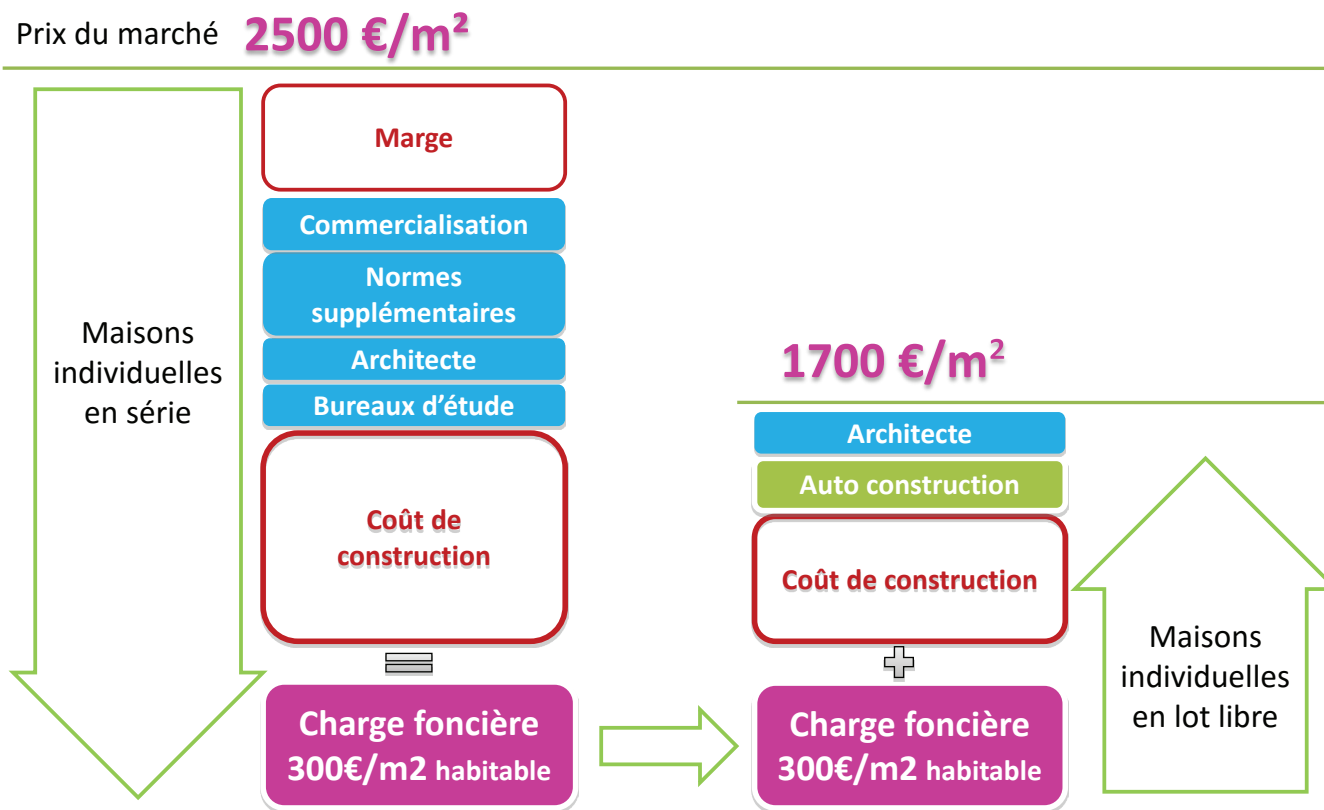 Prix du marché 2500 €/m²
Maisons
individuelles
en série
Marge
Commercialisation
Normes
supplémentaires
Architecte
Bureaux d’étude
Coût de
construction
Charge foncière
300€/m2 habitable
1700 €/m²
Architecte
Auto construction
Coût de construction
Charge foncière
300€/m2 habitable
Maisons
individuelles
en lot libre